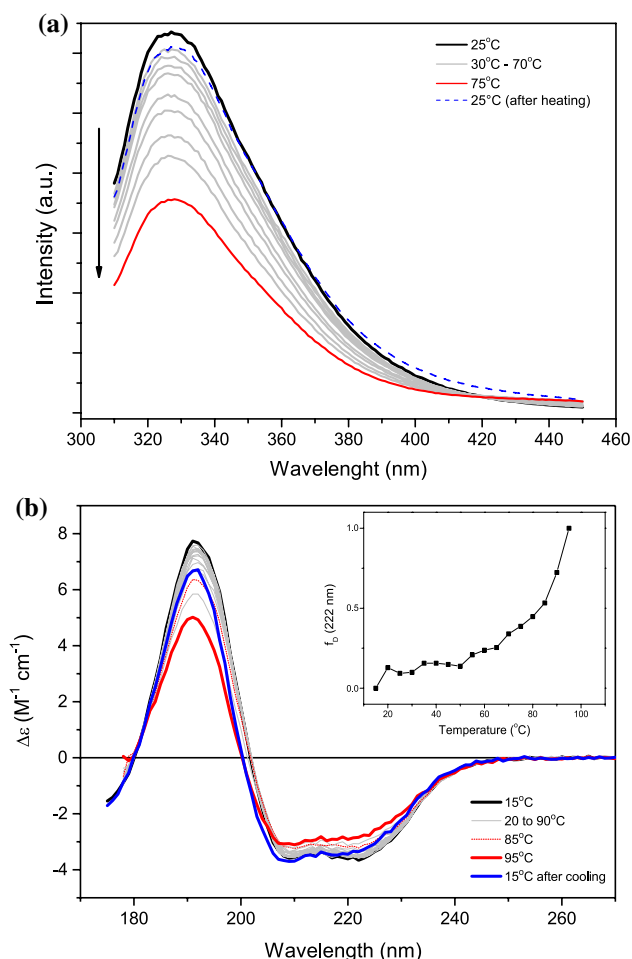 (a)
25°C
30°C - 70°C
75°C
25°C (after heating)
Intensity (a.u.)
300 320 340 360 380 400 420 440 460
Wavelenght (nm)
(b)
8
6
4
2
0
-2
-4
Δε (M⁻¹ cm⁻¹)
1.0
0.5
0.0
f_D (222 nm)
20 40 60 80 100
Temperature (°C)
15°C
20 to 90°C
85°C
95°C
15°C after cooling
180 200 220 240 260
Wavelength (nm)